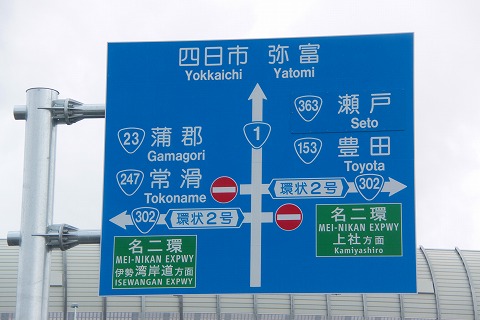 四日市 弥富
Yokkaichi Yatomi
23 蒲郡
Gamagori
247 常滑
Tokoname
1
363 瀬戸
Seto
153 豊田
Toyota
環状2号 302
302 環状2号
名二環
MEI-NIKAN EXPWY
伊勢湾岸道方面
ISEWANGAN EXPWY
名二環
MEI-NIKAN EXPWY
上社方面
Kamiyashiro